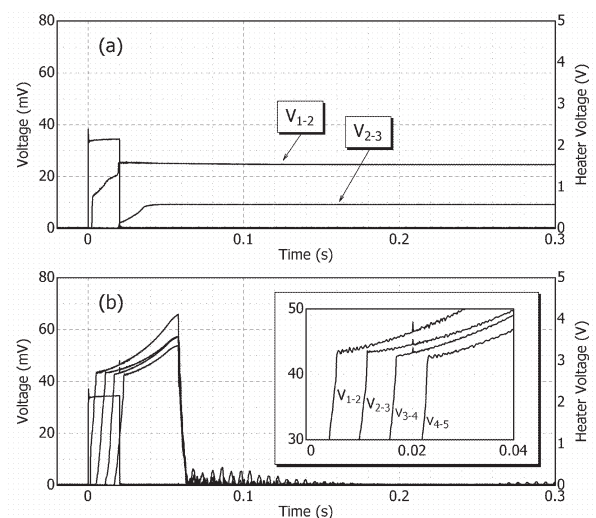 80
60
40
20
0
Voltage (mV)
(a)
V1-2
V2-3
5
4
3
2
1
0
Heater Voltage (V)
0
0.1
0.2
0.3
Time (s)
80
60
40
20
0
Voltage (mV)
(b)
50
40
30
V1-2
V2-3
V3-4
V4-5
0
0.02
0.04
5
4
3
2
1
0
Heater Voltage (V)
0
0.1
0.2
0.3
Time (s)